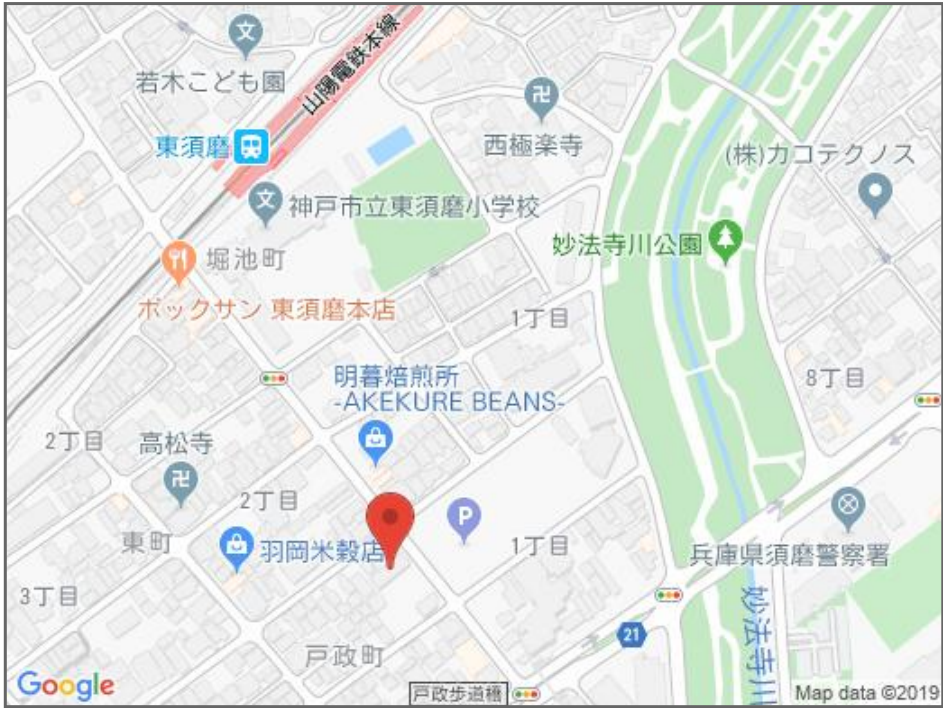 文
若木こども園
山陽電鉄本線
卍
西極楽寺
東須磨
(株)カコテクノス
文
神戸市立東須磨小学校
妙法寺川公園
堀池町
ボックサン 東須磨本店
1丁目
明暮焙煎所
-AKEKURE BEANS-
8丁目
2丁目
高松寺
卍
2丁目
P
東町
羽岡米穀店
1丁目
兵庫県須磨警察署
3丁目
妙法寺川
21
戸政町
Google
戸政歩道橋
Map data ©2019